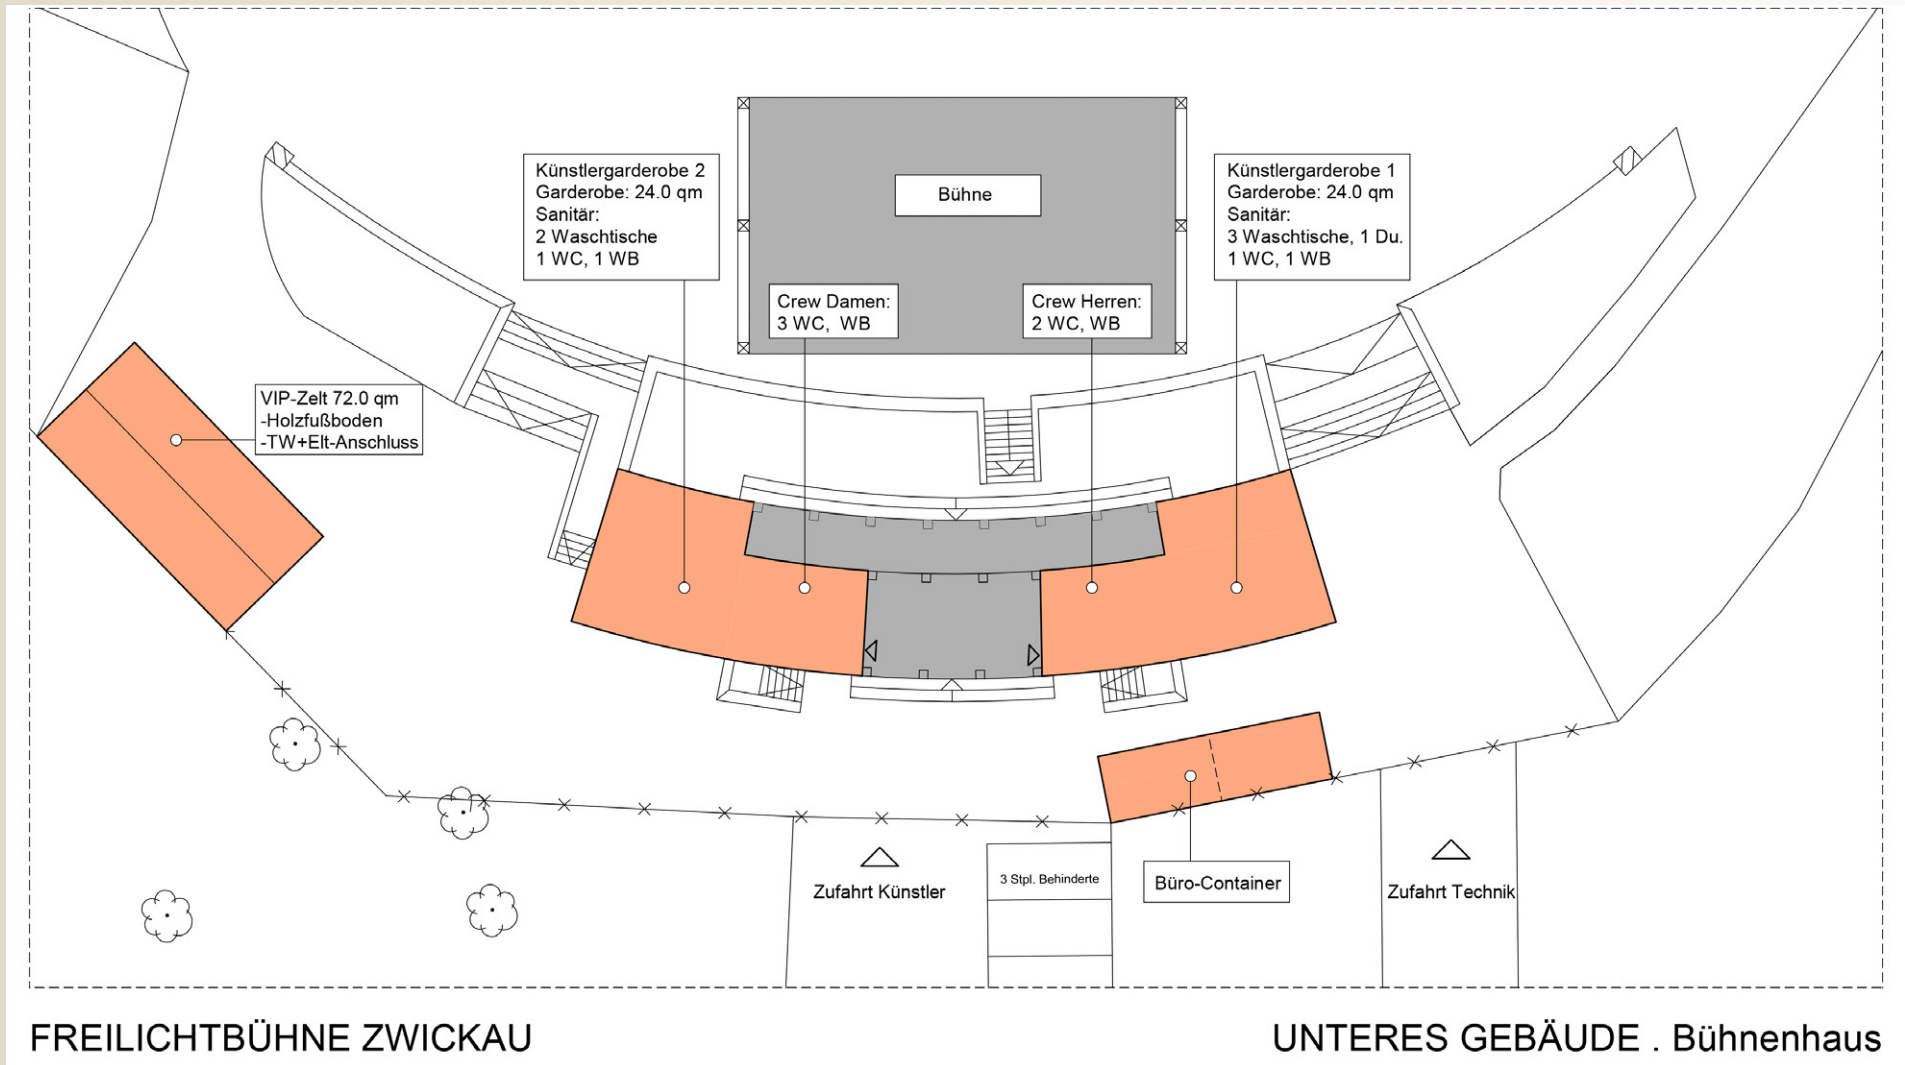 Künstlergarderobe 2
Garderobe: 24.0 qm
Sanitär:
2 Waschtische
1 WC, 1 WB
Bühne
Künstlergarderobe 1
Garderobe: 24.0 qm
Sanitär:
3 Waschtische, 1 Du.
1 WC, 1 WB
Crew Damen:
3 WC,  WB
Crew Herren:
2 WC, WB
VIP-Zelt 72.0 qm
-Holzfußboden
-TW+Elt-Anschluss
Zufahrt Künstler
3 Stpl. Behinderte
Büro-Container
Zufahrt Technik
FREILICHTBÜHNE ZWICKAU
UNTERES GEBÄUDE . Bühnenhaus